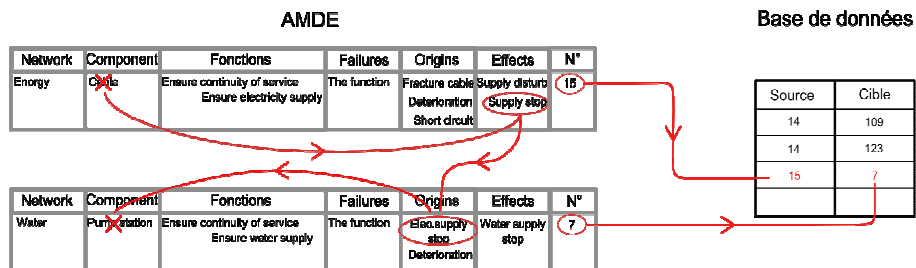 AMDE
Base de données
Network Component Fonctions Failures Origins Effects N°
Energy Cable Ensure continuity of service The function Fracture cable Supply disturb 15
Ensure electricity supply Deterioration Supply stop
Short circuit
Source Cible
14 109
14 123
15 7
Network Component Fonctions Failures Origins Effects N°
Water Pump station Ensure continuity of service The function Elec.supply Water supply 7
Ensure water supply stop stop
Deterioration